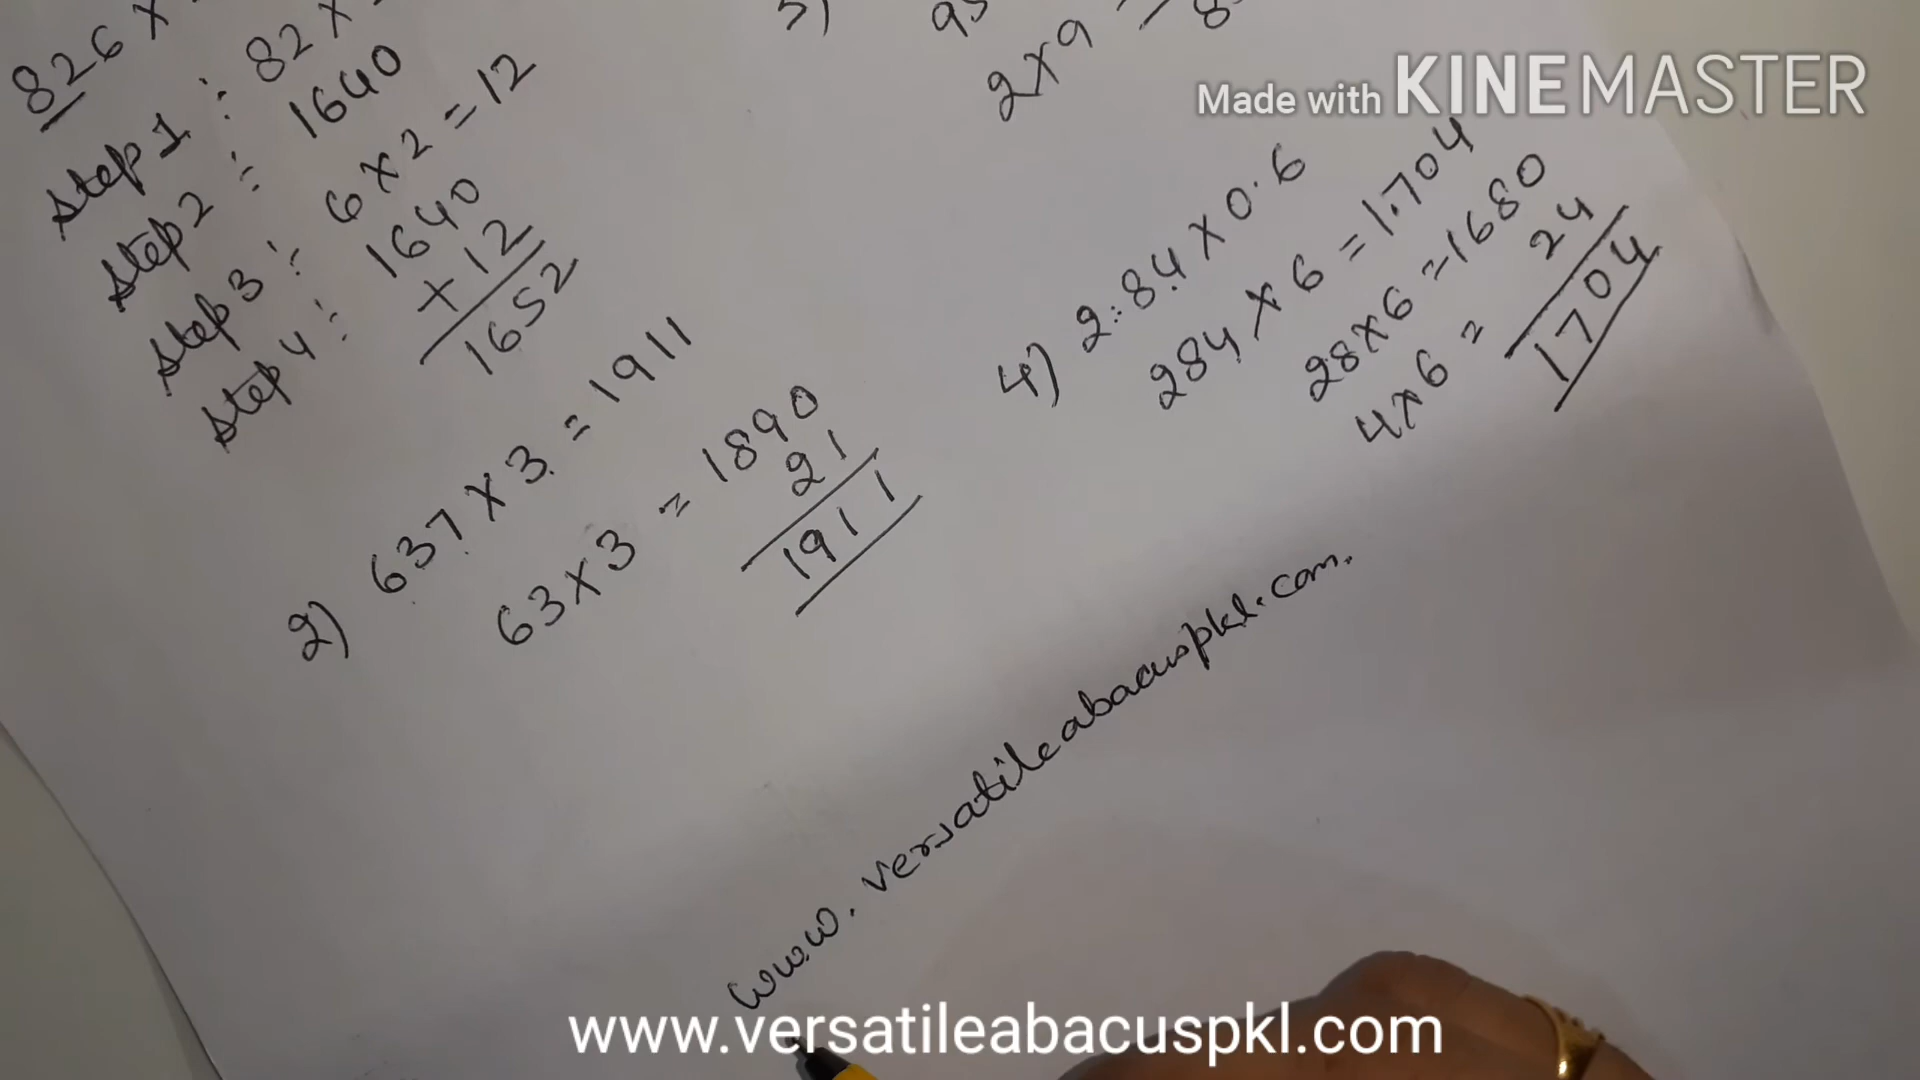 826 ×
Step 1 : 82 ×
Step 2 : 1640
Step 3 : 6 × 2 = 12
Step 4 : 1640
+ 12
1652
2) 637 × 3 = 1911
63 × 3 = 1890
21
1911
3)
2 × 9 =
4) 2.84 × 0.6
284 × 6 = 1.704
28 × 6 = 1680
4 × 6 = 24
1704
www.versatileabacuspkl.com.
Made with KINEMASTER
www.versatileabacuspkl.com